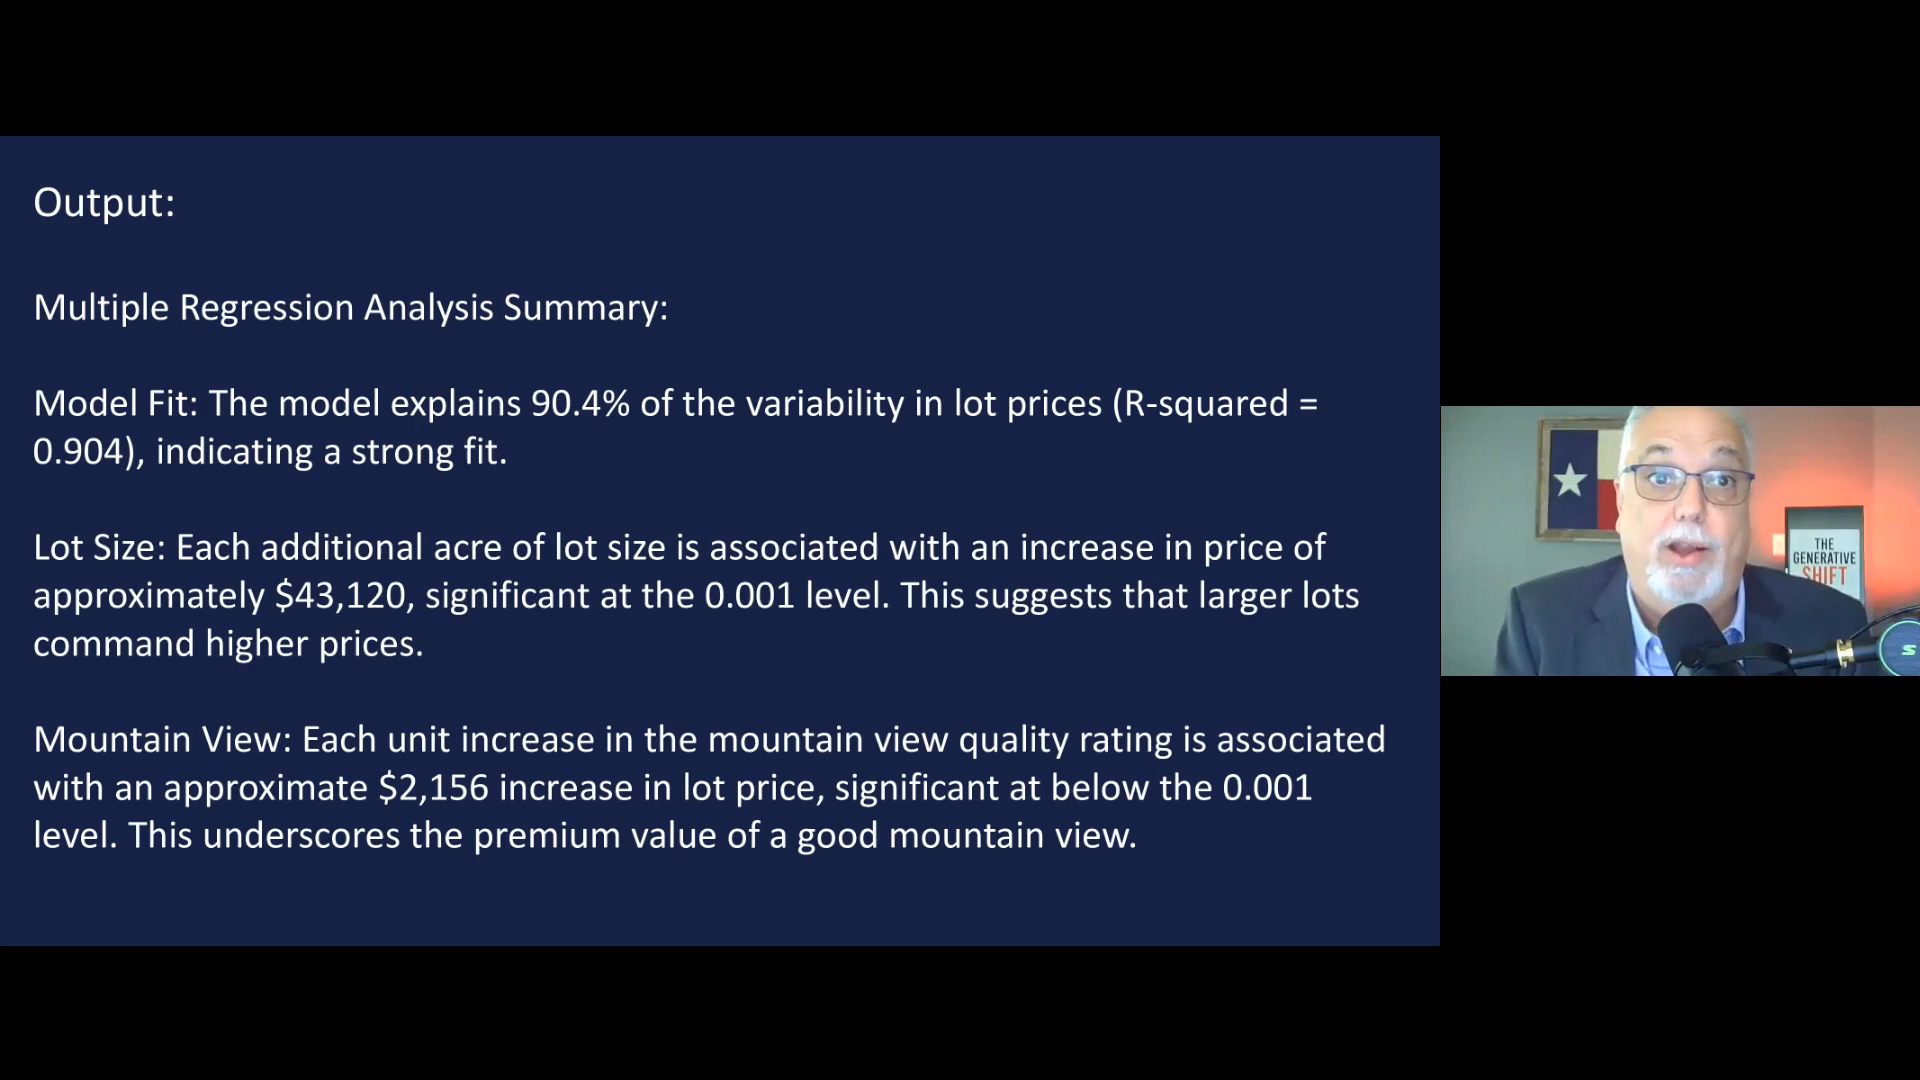 Output:
Multiple Regression Analysis Summary:
Model Fit: The model explains 90.4% of the variability in lot prices (R-squared =
0.904), indicating a strong fit.
Lot Size: Each additional acre of lot size is associated with an increase in price of
approximately $43,120, significant at the 0.001 level. This suggests that larger lots
command higher prices.
Mountain View: Each unit increase in the mountain view quality rating is associated
with an approximate $2,156 increase in lot price, significant at below the 0.001
level. This underscores the premium value of a good mountain view.
THE
GENERATIVE
SHIFT
S